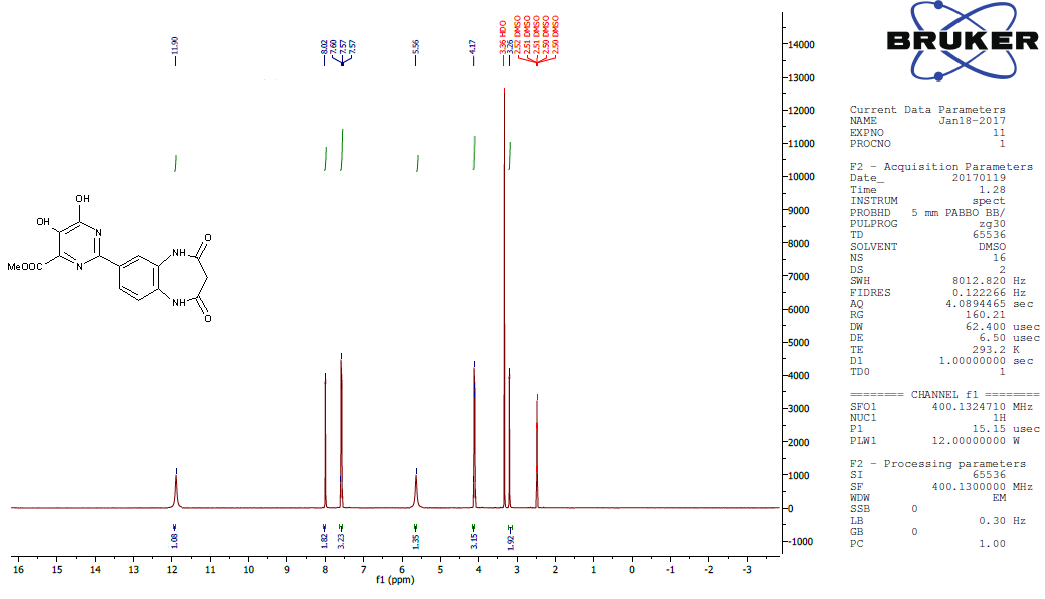 11.90
8.02
7.60
7.57
7.57
5.56
4.17
3.36 HDO
3.26
2.52 DMSO
2.51 DMSO
2.51 DMSO
2.50 DMSO
2.50 DMSO
14000
13000
12000
11000
10000
9000
8000
7000
6000
5000
4000
3000
2000
1000
0
-1000
OH
OH
N
N
MeOOC
NH
NH
O
O
1.08
1.82
3.23
1.35
3.15
1.92
16 15 14 13 12 11 10 9 8 7 6 5 4 3 2 1 0 -1 -2 -3
f1 (ppm)
BRUKER
Current Data Parameters
NAME Jan18-2017
EXPNO 11
PROCNO 1
F2 - Acquisition Parameters
Date_ 20170119
Time 1.28
INSTRUM spect
PROBHD 5 mm PABBO BB/
PULPROG zg30
TD 65536
SOLVENT DMSO
NS 16
DS 2
SWH 8012.820 Hz
FIDRES 0.122266 Hz
AQ 4.0894465 sec
RG 160.21
DW 62.400 usec
DE 6.50 usec
TE 293.2 K
D1 1.00000000 sec
TD0 1
======== CHANNEL f1 ========
SFO1 400.1324710 MHz
NUC1 1H
P1 15.15 usec
PLW1 12.00000000 W
F2 - Processing parameters
SI 65536
SF 400.1300000 MHz
WDW EM
SSB 0
LB 0.30 Hz
GB 0
PC 1.00